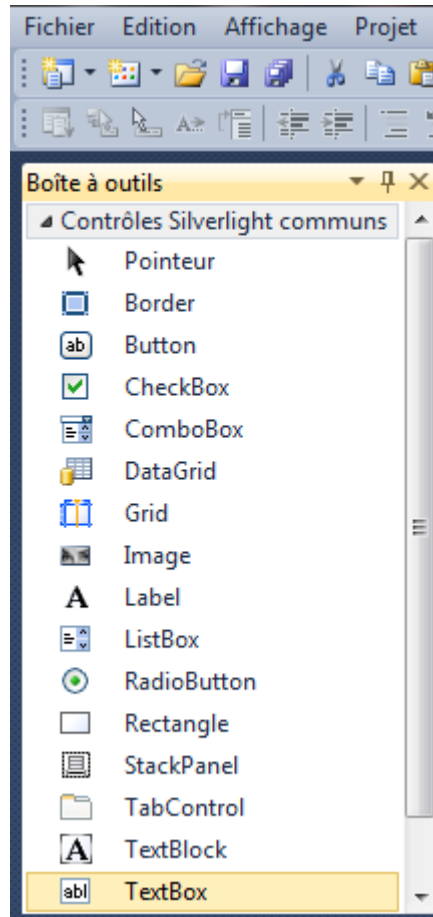 Fichier Edition Affichage Projet
Boîte à outils
Contrôles Silverlight communs
Pointeur
Border
Button
CheckBox
ComboBox
DataGrid
Grid
Image
Label
ListBox
RadioButton
Rectangle
StackPanel
TabControl
TextBlock
TextBox